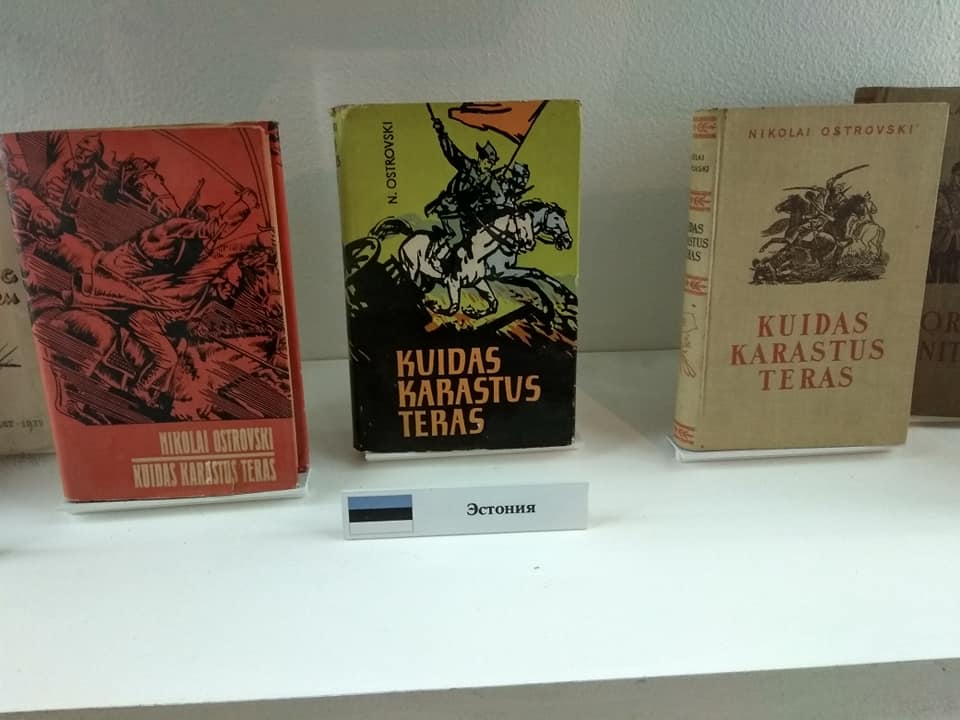 NIKOLAI OSTROVSKI
KUIDAS KARASTUS TERAS
N. OSTROVSKI
KUIDAS
KARASTUS
TERAS
NIKOLAI OSTROVSKI
KUIDAS
KARASTUS
TERAS
Эстония